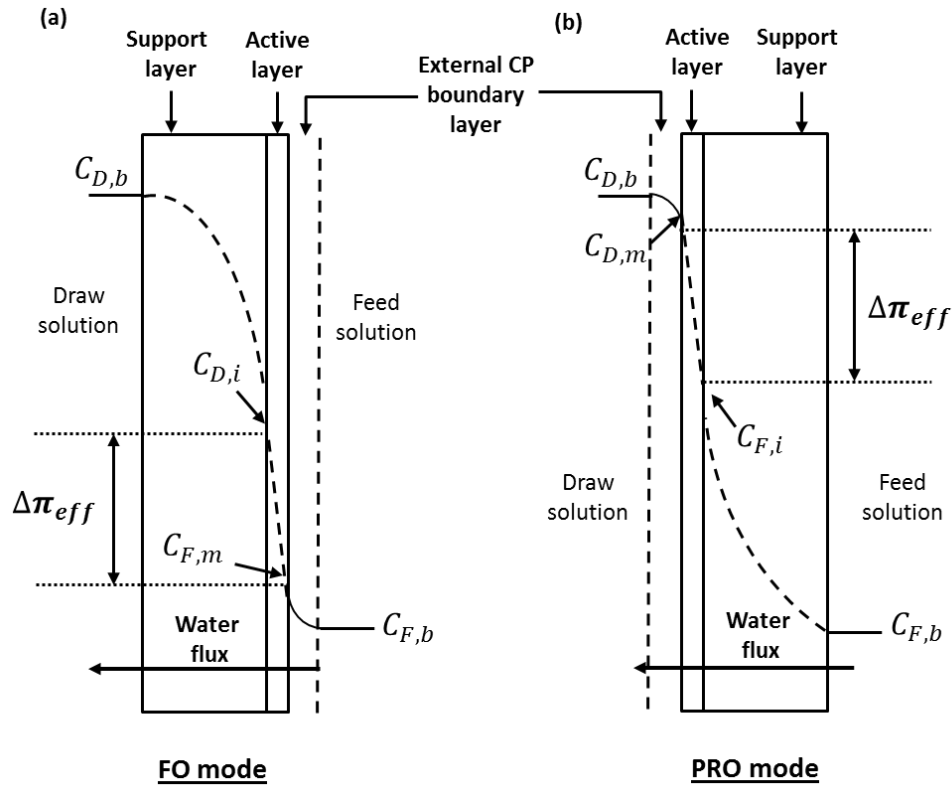 (a)
Support
layer
Active
layer
External CP
boundary
layer
C_{D,b}
Draw
solution
Feed
solution
C_{D,i}
Δπ_{eff}
C_{F,m}
Water
flux
C_{F,b}
FO mode
(b)
Active
layer
Support
layer
C_{D,b}
C_{D,m}
Δπ_{eff}
C_{F,i}
Draw
solution
Feed
solution
Water
flux
C_{F,b}
PRO mode